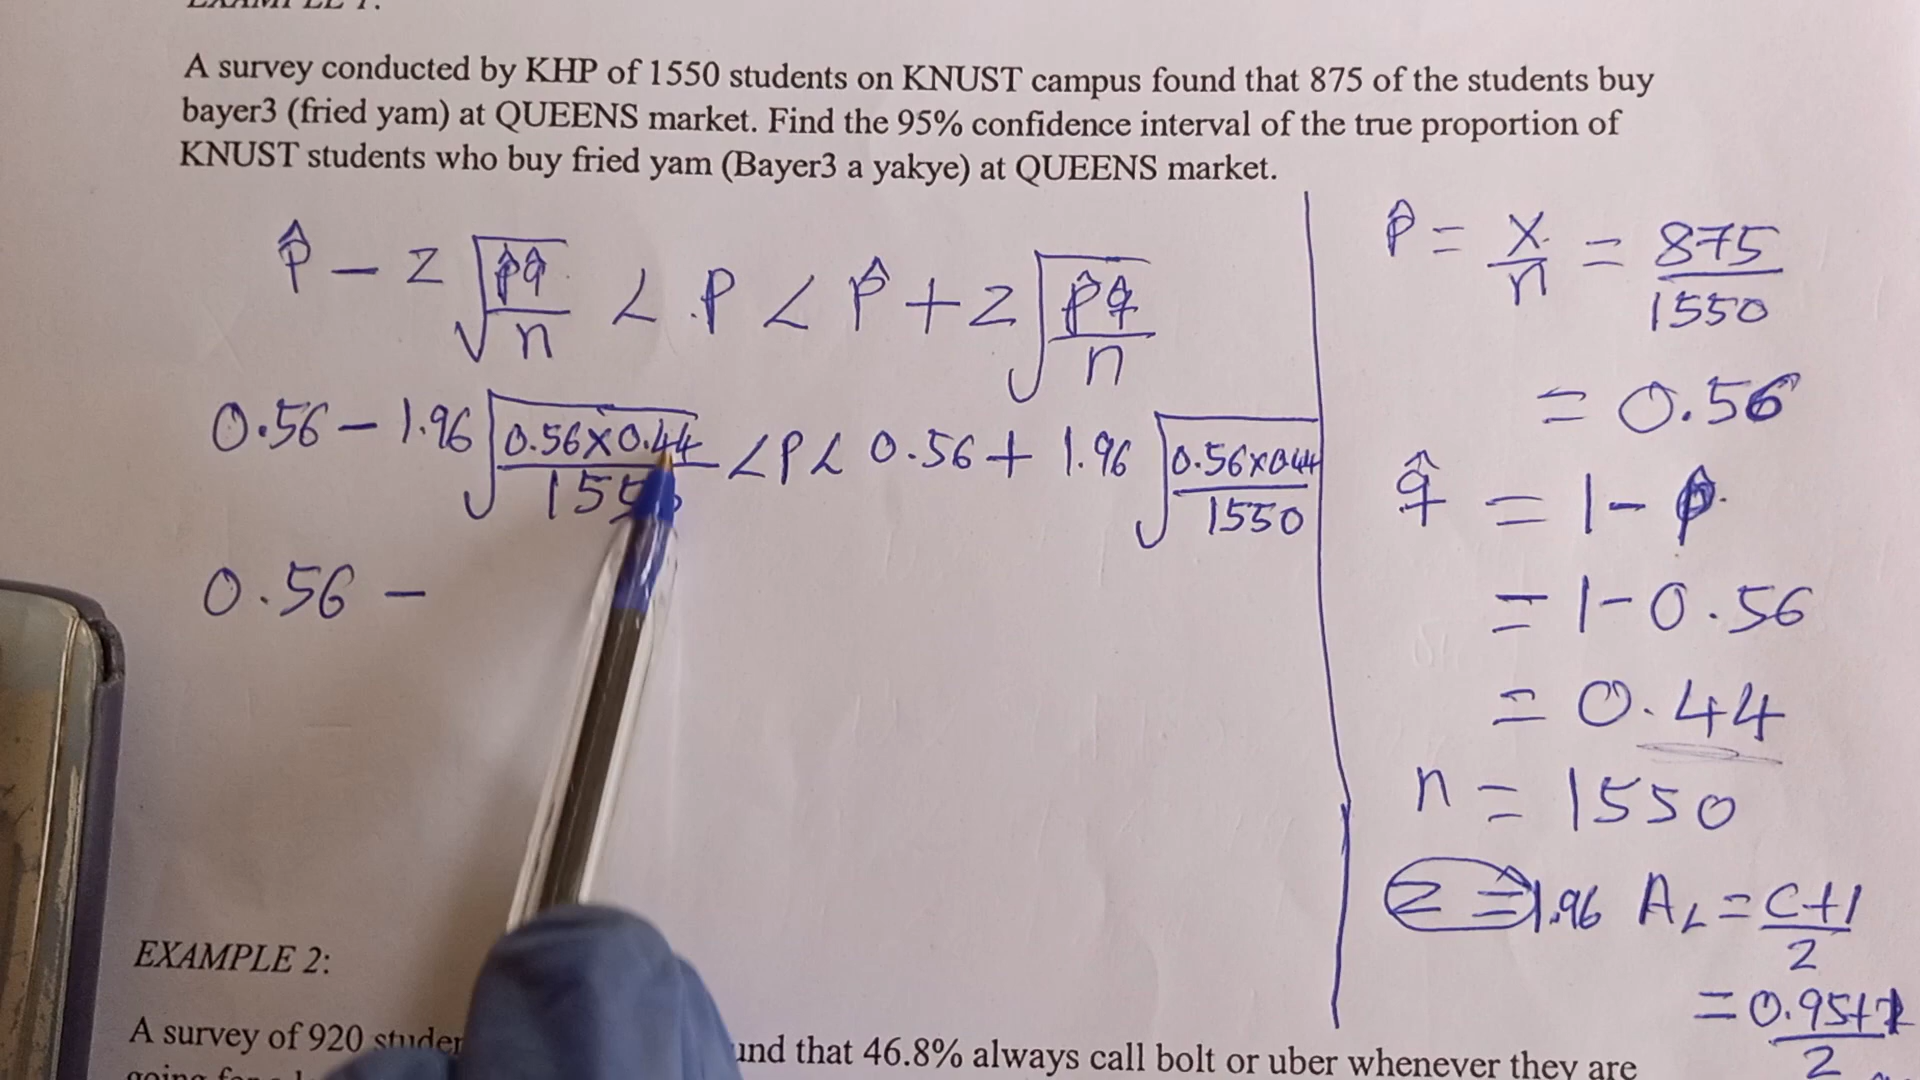 EXAMPLE 1:
A survey conducted by KHP of 1550 students on KNUST campus found that 875 of the students buy
bayer3 (fried yam) at QUEENS market. Find the 95% confidence interval of the true proportion of
KNUST students who buy fried yam (Bayer3 a yakye) at QUEENS market.
p̂ − z √(p̂q̂/n) < p < p̂ + z √(p̂q̂/n)
0.56 − 1.96 √(0.56×0.44/1550) < p < 0.56 + 1.96 √(0.56×0.44/1550)
0.56 −
p̂ = x/n = 875/1550
= 0.56
q̂ = 1 − p̂
= 1 − 0.56
= 0.44
n = 1550
z = 1.96 A_L = C+1/2
= 0.95+1/2
EXAMPLE 2:
A survey of 920 und that 46.8% always call bolt or uber whenever they are